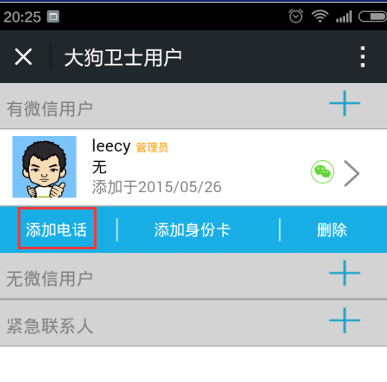 20:25
大狗卫士用户
有微信用户
leecy 管理员
无
添加于2015/05/26
添加电话 添加身份卡 删除
无微信用户
紧急联系人